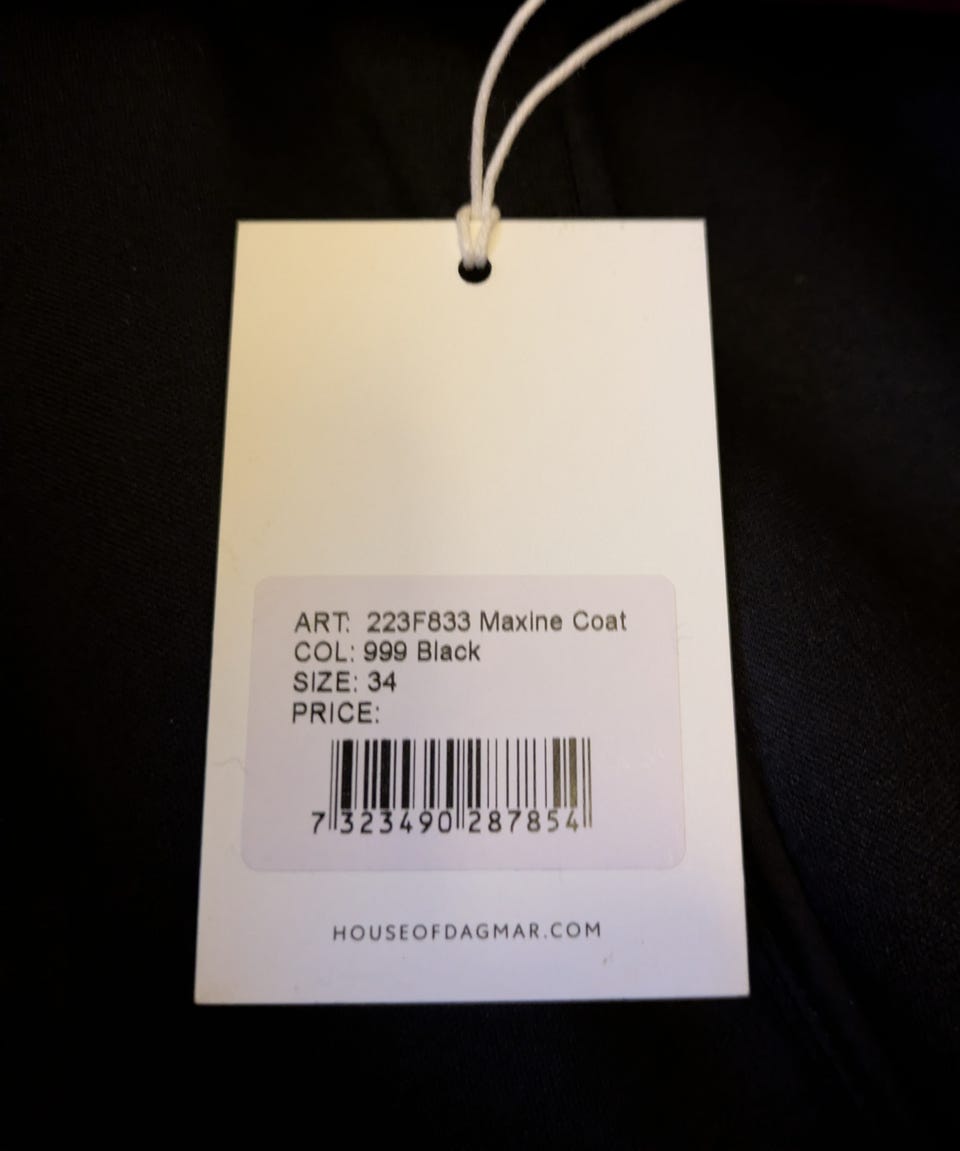 ART: 223F833 Maxine Coat
COL: 999 Black
SIZE: 34
PRICE:
7 323490 287854
HOUSEOFDAGMAR.COM